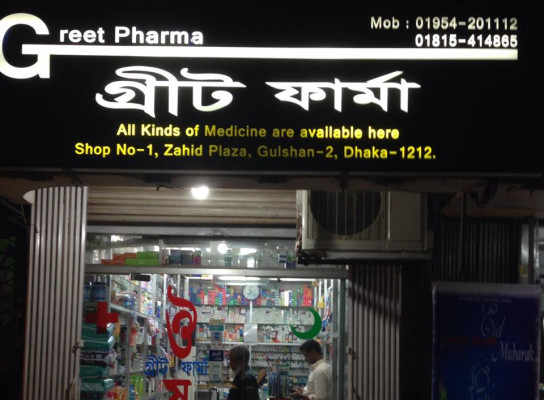 Greet Pharma
Mob : 01954-201112
01815-414865
গ্রীট ফার্মা
All Kinds of Medicine are available here
Shop No-1, Zahid Plaza, Gulshan-2, Dhaka-1212.
গ্রীট ফার্মা
Eid
Mubarak